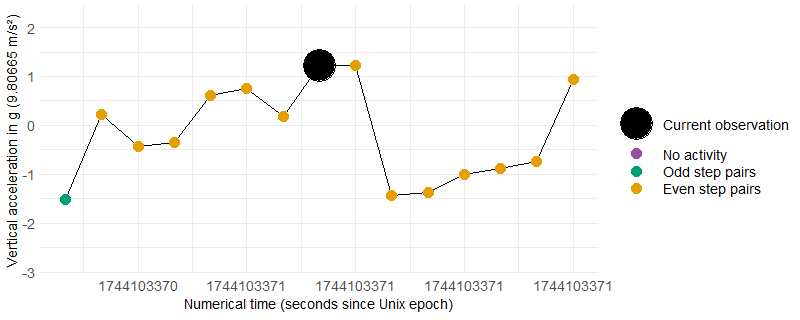 Vertical acceleration in g (9.80665 m/s²)
2
1
0
-1
-2
-3
1744103370
1744103371
1744103371
1744103371
1744103371
Numerical time (seconds since Unix epoch)
Current observation
No activity
Odd step pairs
Even step pairs